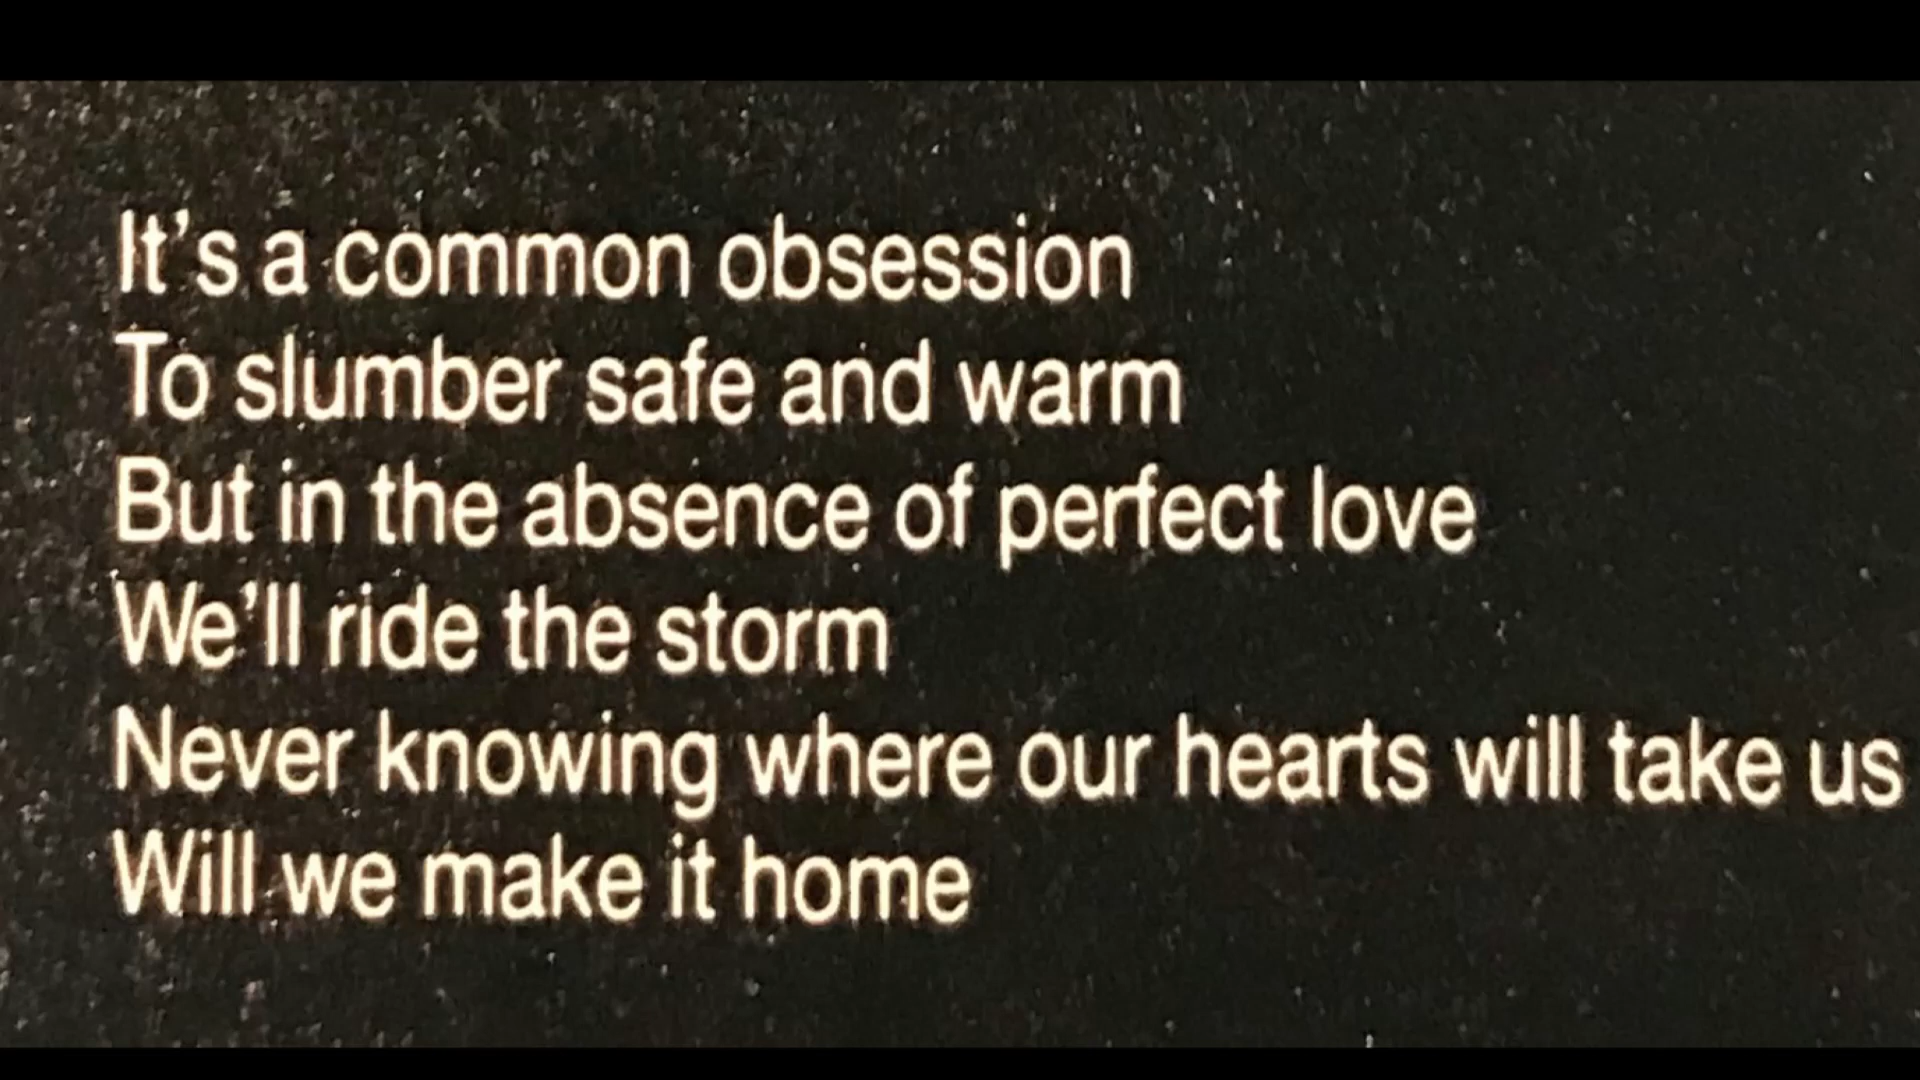 It's a common obsession
To slumber safe and warm
But in the absence of perfect love
We'll ride the storm
Never knowing where our hearts will take us
Will we make it home